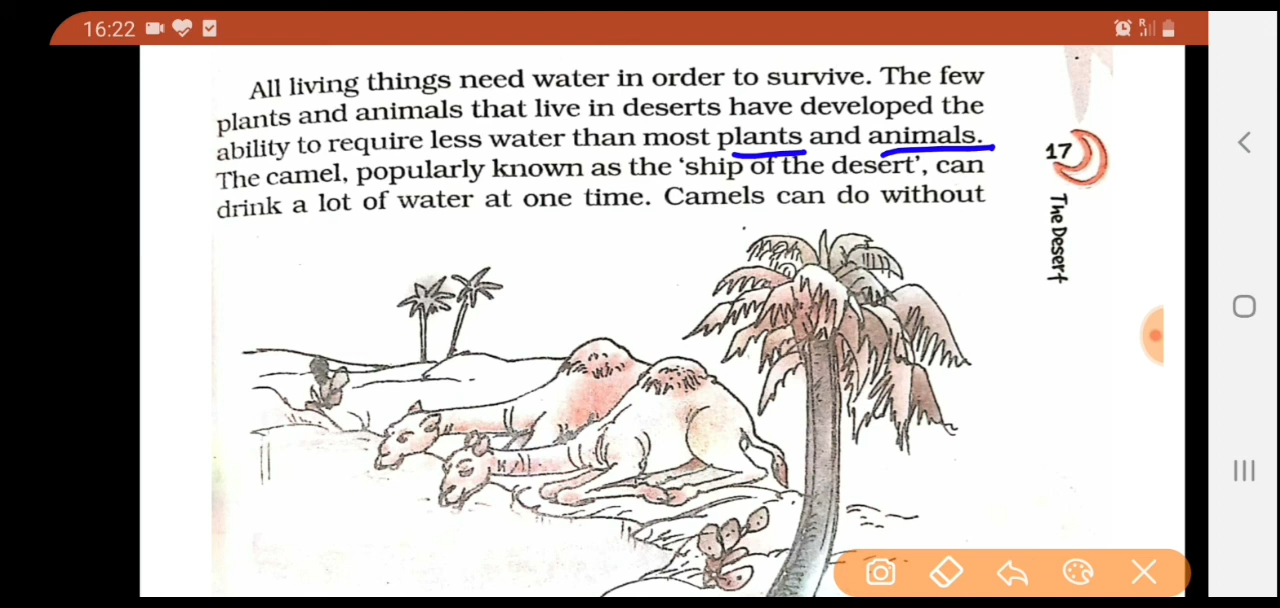 16:22
R
All living things need water in order to survive. The few
plants and animals that live in deserts have developed the
ability to require less water than most plants and animals.
The camel, popularly known as the ‘ship of the desert’, can
drink a lot of water at one time. Camels can do without
17
The Desert